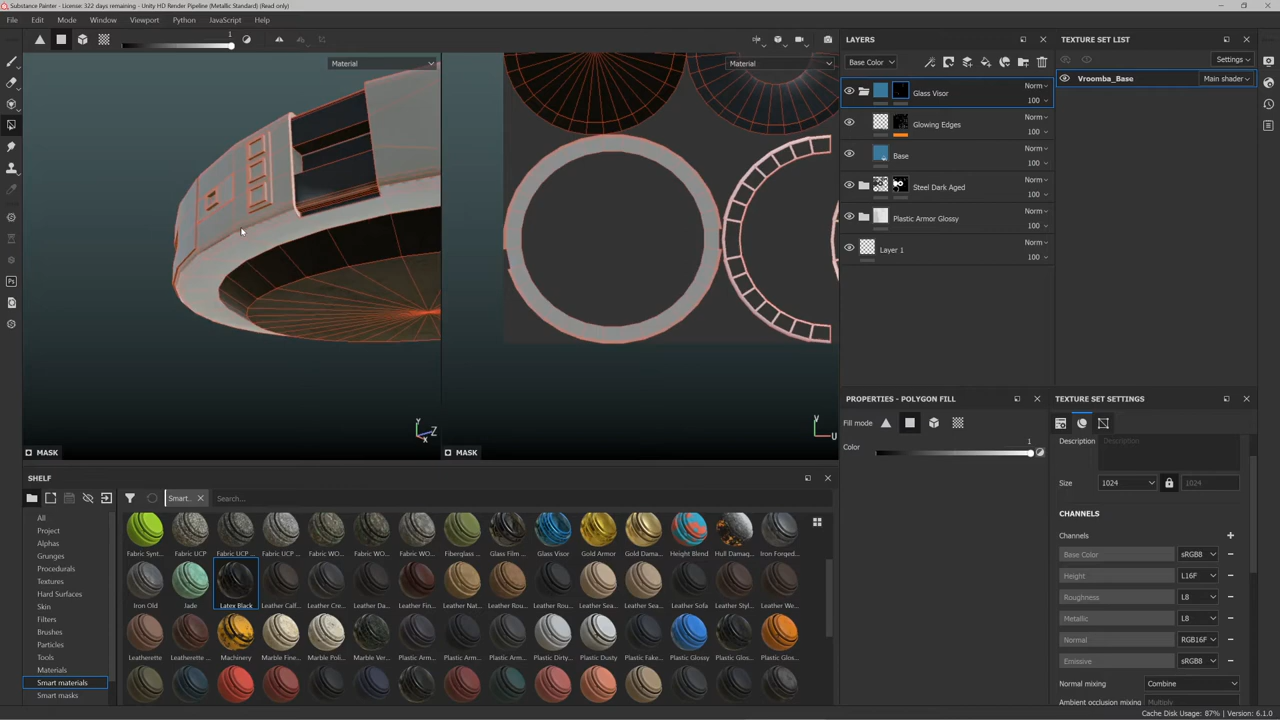 Substance Painter - License: 322 days remaining - Unity HD Render Pipeline (Metallic Standard) (Read only)
File Edit Mode Window Viewport Python JavaScript Help
1
Material
Material
MASK
MASK
LAYERS
Base Color
Glass Visor Norm 100
Glowing Edges Norm 100
Base Norm 100
Steel Dark Aged Norm 100
Plastic Armor Glossy Norm 100
Layer 1 Norm 100
TEXTURE SET LIST
Settings
Vroomba_Base Main shader
PROPERTIES - POLYGON FILL
Fill mode
Color 1
TEXTURE SET SETTINGS
Description Description
Size 1024 1024
CHANNELS
Channels
Base Color sRGB8
Height L16F
Roughness L8
Metallic L8
Normal RGB16F
Emissive sRGB8
Normal mixing Combine
Ambient occlusion mixing Multiply
SHELF
Smart.. Search...
All
Project
Alphas
Grunges
Procedurals
Textures
Hard Surfaces
Skin
Filters
Brushes
Particles
Tools
Materials
Smart materials
Smart masks
Fabric Synt... Fabric UCP Fabric UCP ... Fabric UCP ... Fabric WO... Fabric WO... Fabric WO... Fiberglass ... Glass Film ... Glass Visor Gold Armor Gold Dama... Height Blend Hull Damag... Iron Forged...
Iron Old Jade Latex Black Leather Calf... Leather Cre... Leather Da... Leather Fin... Leather Nat... Leather Rou... Leather Rou... Leather Sea... Leather Sea... Leather Sofa Leather Styl... Leather We...
Leatherette Leatherette ... Machinery Marble Fine... Marble Poli... Metallic Ver... Plastic Arm... Plastic Arm... Plastic Arm... Plastic Dirty... Plastic Dusty Plastic Fake... Plastic Glossy Plastic Glos... Plastic Glos...
Cache Disk Usage: 87% | Version: 6.1.0